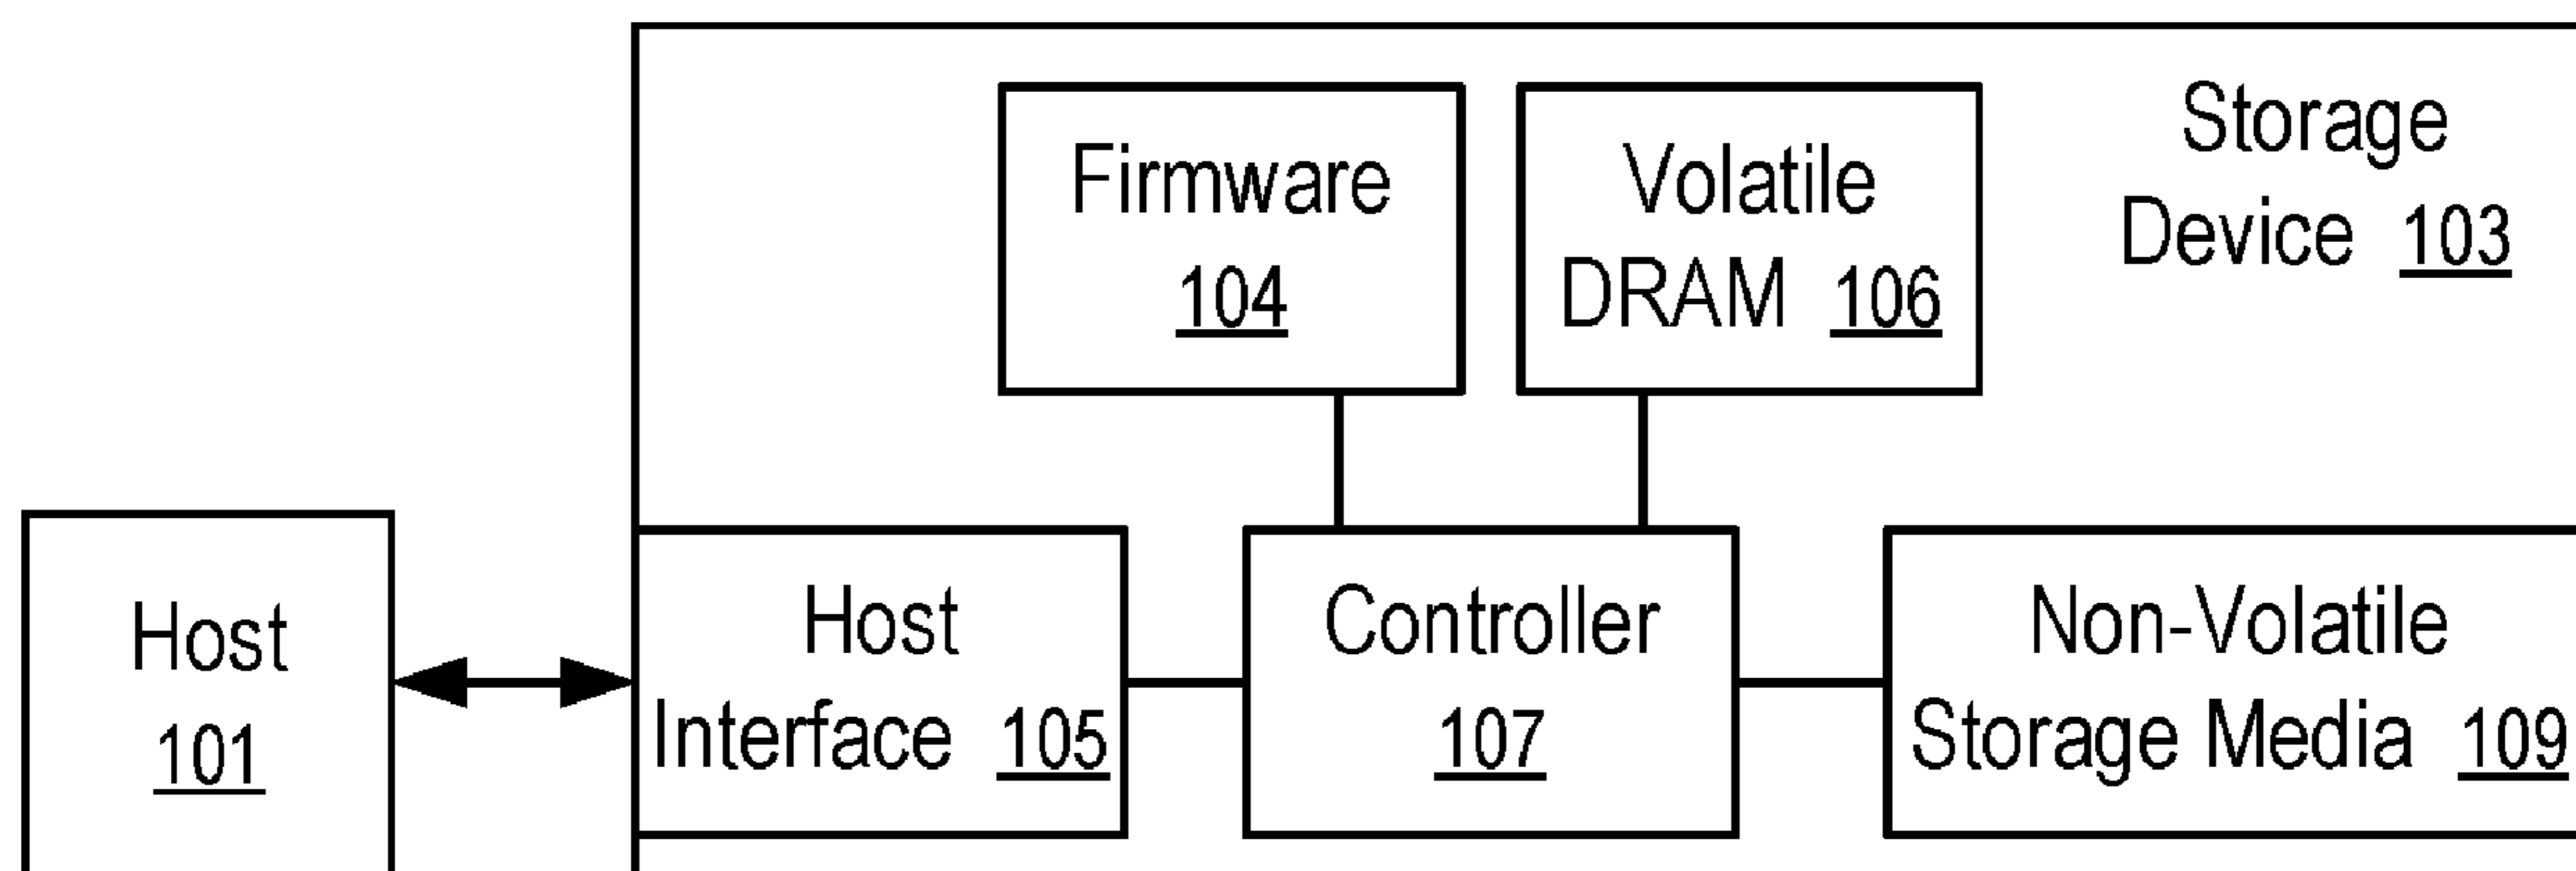 Storage
Device 103
Firmware
104
Volatile
DRAM 106
Host
101
Host
Interface 105
Controller
107
Non-Volatile
Storage Media 109